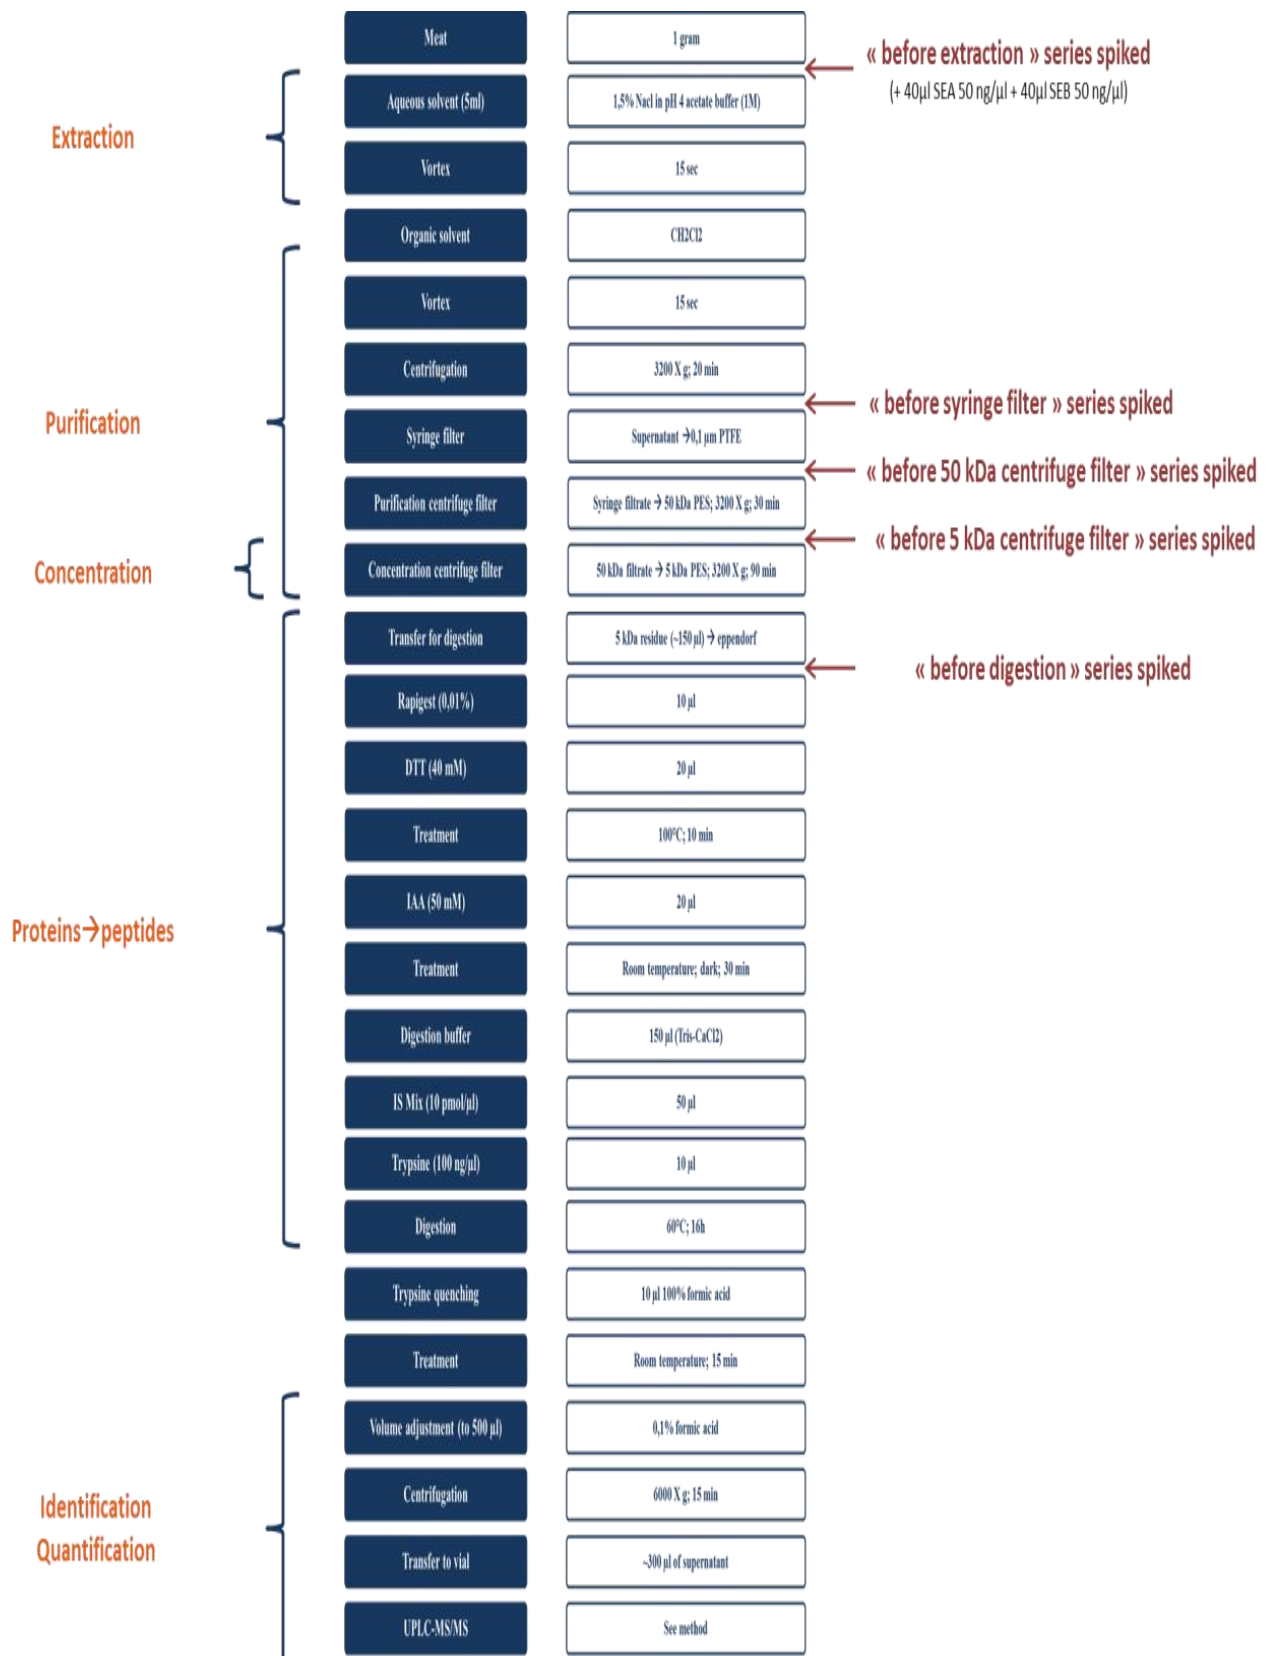 Meat
1 gram
« before extraction » series spiked
(+ 40µl SEA 50 ng/µl + 40µl SEB 50 ng/µl)
Extraction
Aqueous solvent (5ml)
1,5% Nacl in pH 4 acetate buffer (1M)
Vortex
15 sec
Organic solvent
CH2Cl2
Purification
Vortex
15 sec
Centrifugation
3200 X g; 20 min
« before syringe filter » series spiked
Syringe filter
Supernatant →0,1 µm PTFE
« before 50 kDa centrifuge filter » series spiked
Purification centrifuge filter
Syringe filtrate → 50 kDa PES; 3200 X g; 30 min
« before 5 kDa centrifuge filter » series spiked
Concentration
Concentration centrifuge filter
50 kDa filtrate → 5 kDa PES; 3200 X g; 90 min
Proteins→peptides
Transfer for digestion
5 kDa residue (~150 µl) → eppendorf
« before digestion » series spiked
Rapigest (0,01%)
10 µl
DTT (40 mM)
20 µl
Treatment
100°C; 10 min
IAA (50 mM)
20 µl
Treatment
Room temperature; dark; 30 min
Digestion buffer
150 µl (Tris-CaCl2)
IS Mix (10 pmol/µl)
50 µl
Trypsine (100 ng/µl)
10 µl
Digestion
60°C; 16h
Trypsine quenching
10 µl 100% formic acid
Treatment
Room temperature; 15 min
Identification
Quantification
Volume adjustment (to 500 µl)
0,1% formic acid
Centrifugation
6000 X g; 15 min
Transfer to vial
~300 µl of supernatant
UPLC-MS/MS
See method